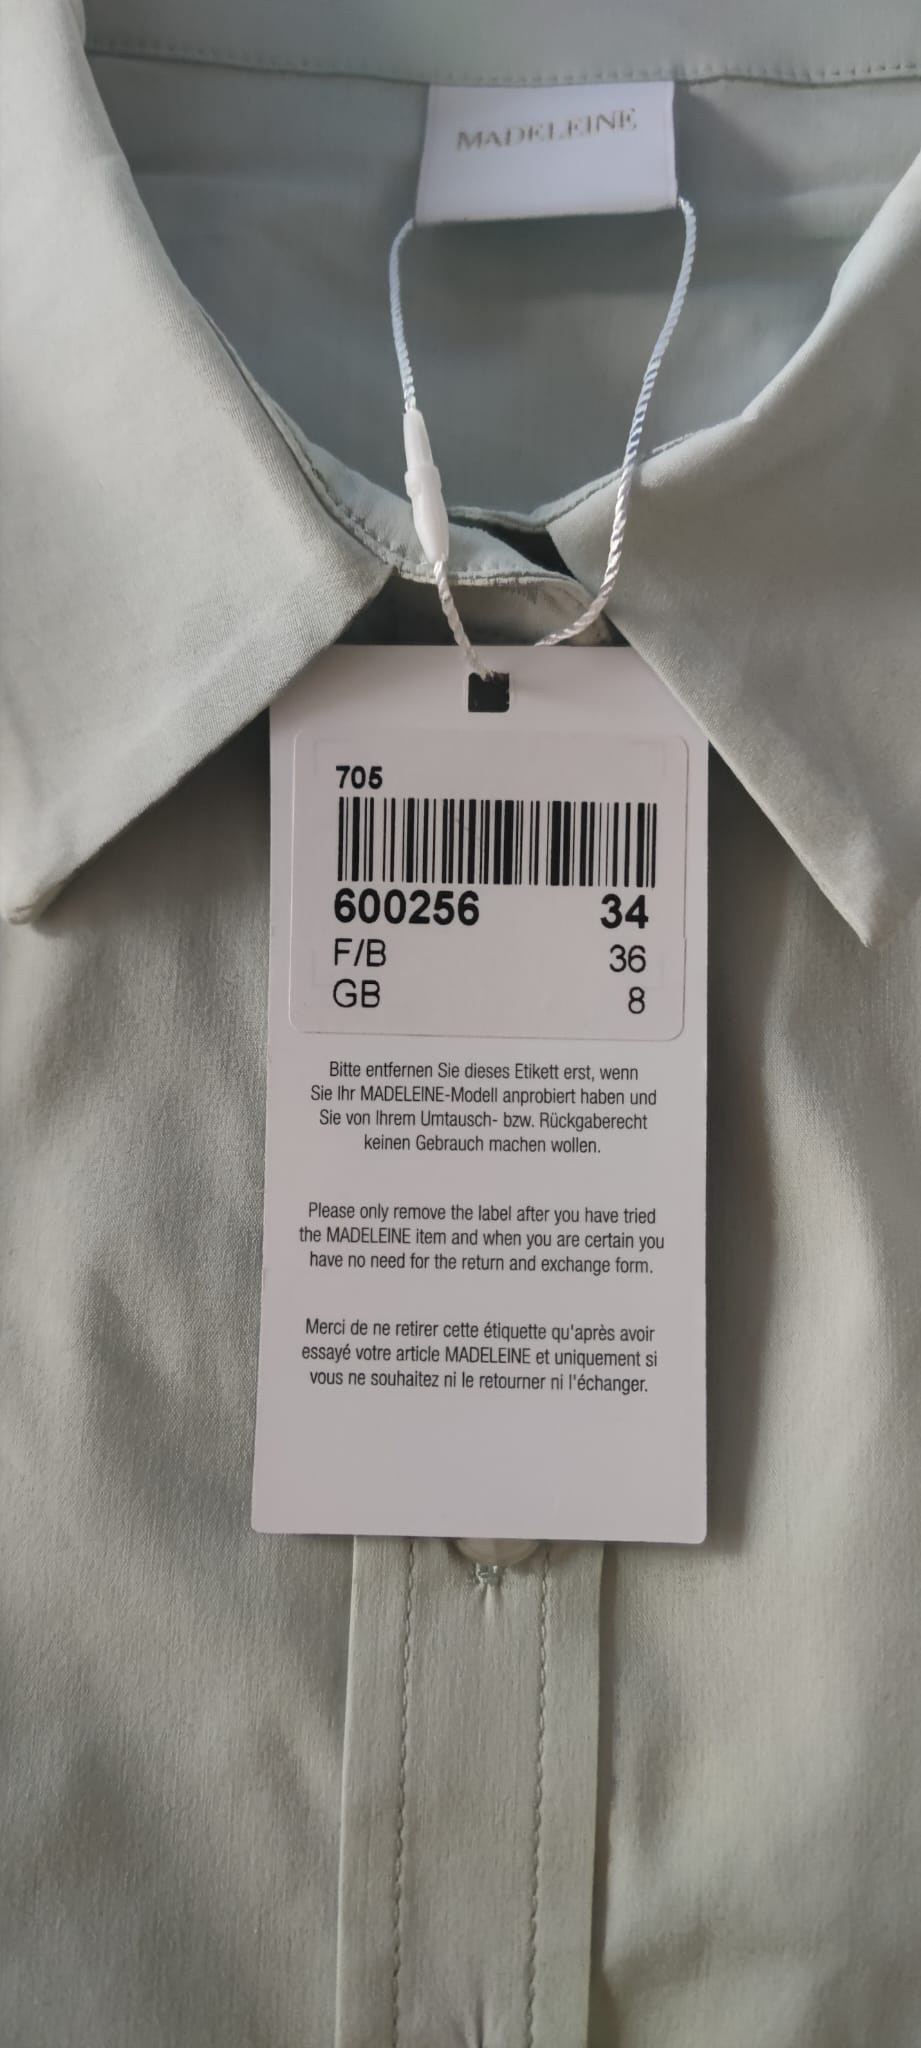 MADELEINE
705
600256 34
F/B 36
GB 8
Bitte entfernen Sie dieses Etikett erst, wenn
Sie Ihr MADELEINE-Modell anprobiert haben und
Sie von Ihrem Umtausch- bzw. Rückgaberecht
keinen Gebrauch machen wollen.
Please only remove the label after you have tried
the MADELEINE item and when you are certain you
have no need for the return and exchange form.
Merci de ne retirer cette étiquette qu'après avoir
essayé votre article MADELEINE et uniquement si
vous ne souhaitez ni le retourner ni l'échanger.